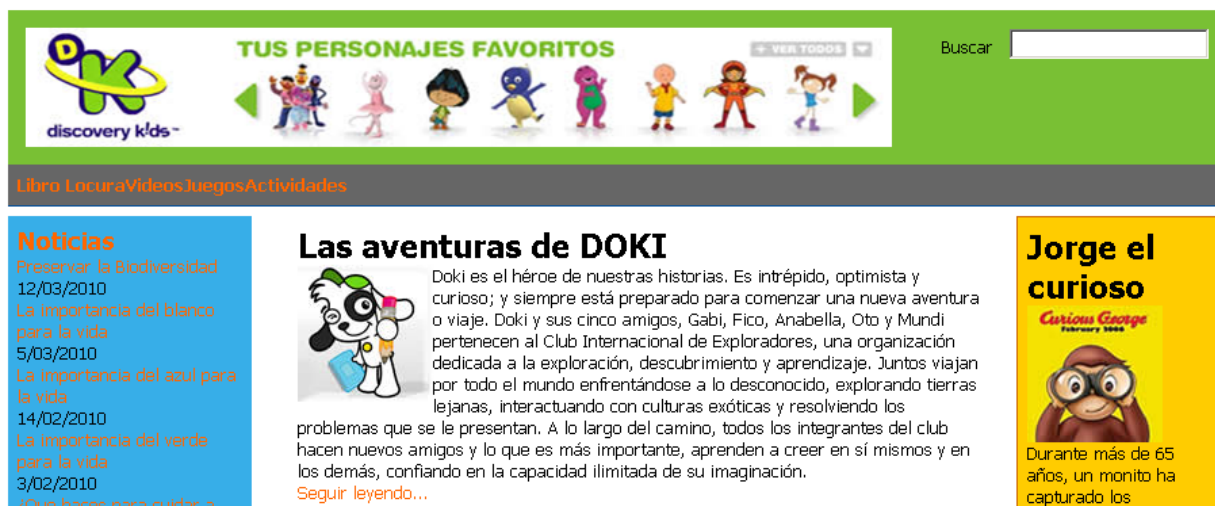 discovery k!ds~
TUS PERSONAJES FAVORITOS
+ VER TODOS
Buscar
Libro LocuraVideosJuegosActividades
Noticias
Preservar la Biodiversidad
12/03/2010
La importancia del blanco
para la vida
5/03/2010
La importancia del azul para
la vida
14/02/2010
La importancia del verde
para la vida
3/02/2010
Las aventuras de DOKI
Doki es el héroe de nuestras historias. Es intrépido, optimista y
curioso; y siempre está preparado para comenzar una nueva aventura
o viaje. Doki y sus cinco amigos, Gabi, Fico, Anabella, Oto y Mundi
pertenecen al Club Internacional de Exploradores, una organización
dedicada a la exploración, descubrimiento y aprendizaje. Juntos viajan
por todo el mundo enfrentándose a lo desconocido, explorando tierras
lejanas, interactuando con culturas exóticas y resolviendo los
problemas que se le presentan. A lo largo del camino, todos los integrantes del club
hacen nuevos amigos y lo que es más importante, aprenden a creer en sí mismos y en
los demás, confiando en la capacidad ilimitada de su imaginación.
Seguir leyendo...
Jorge el
curioso
Curious George
February 2006
Durante más de 65
años, un monito ha
capturado los